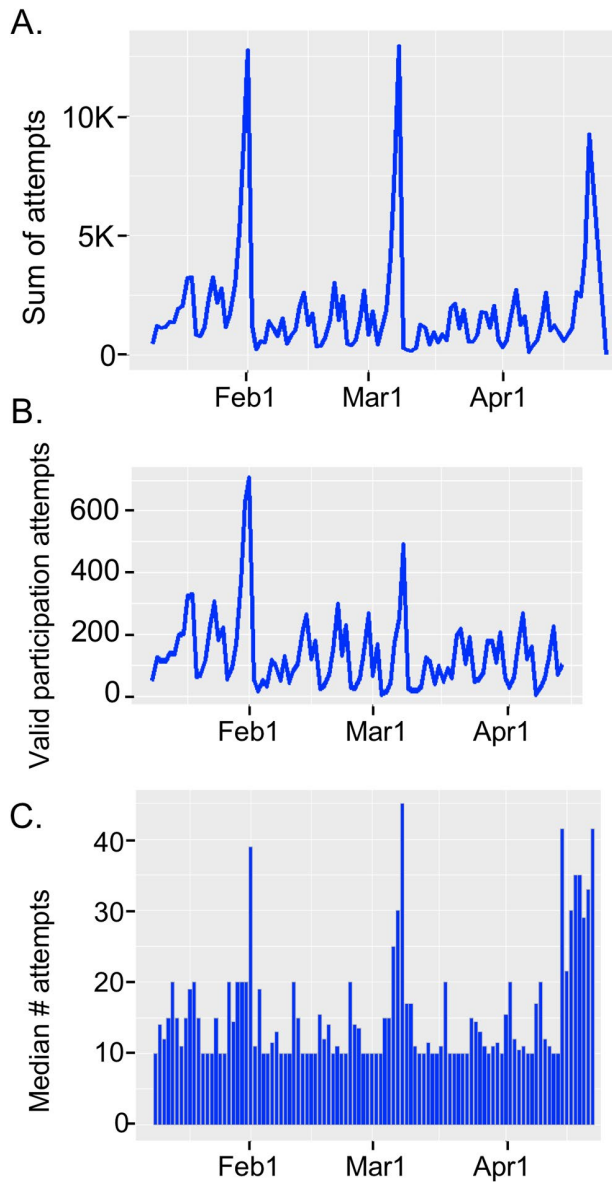 A.
Sum of attempts
10K
5K
0
Feb1 Mar1 Apr1
B.
Valid participation attempts
600
400
200
0
Feb1 Mar1 Apr1
C.
Median # attempts
40
30
20
10
0
Feb1 Mar1 Apr1